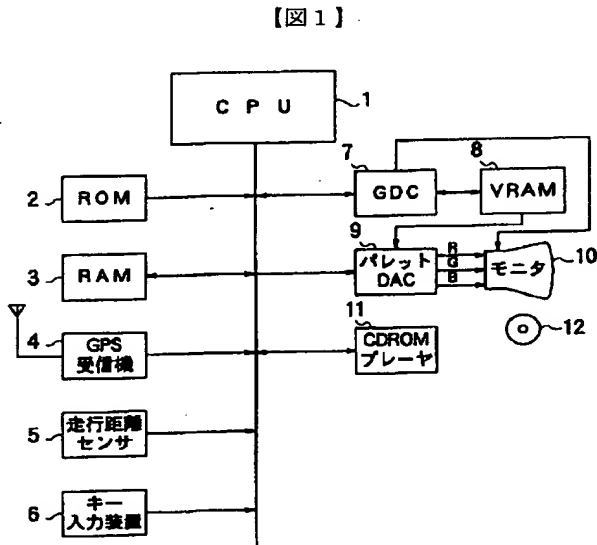 【図1】
CPU
1
7
8
2
ROM
GDC
VRAM
9
3
RAM
パレット
DAC
R
G
B
モニタ
10
11
4
GPS
受信機
CDROM
プレーヤ
12
5
走行距離
センサ
6
キー
入力装置